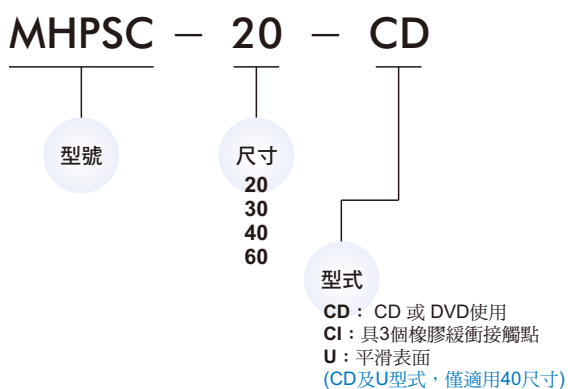 MHPSC – 20 – CD
型號
尺寸
20
30
40
60
型式
CD： CD 或 DVD使用
CI：具3個橡膠緩衝接觸點
U：平滑表面
(CD及U型式，僅適用40尺寸)